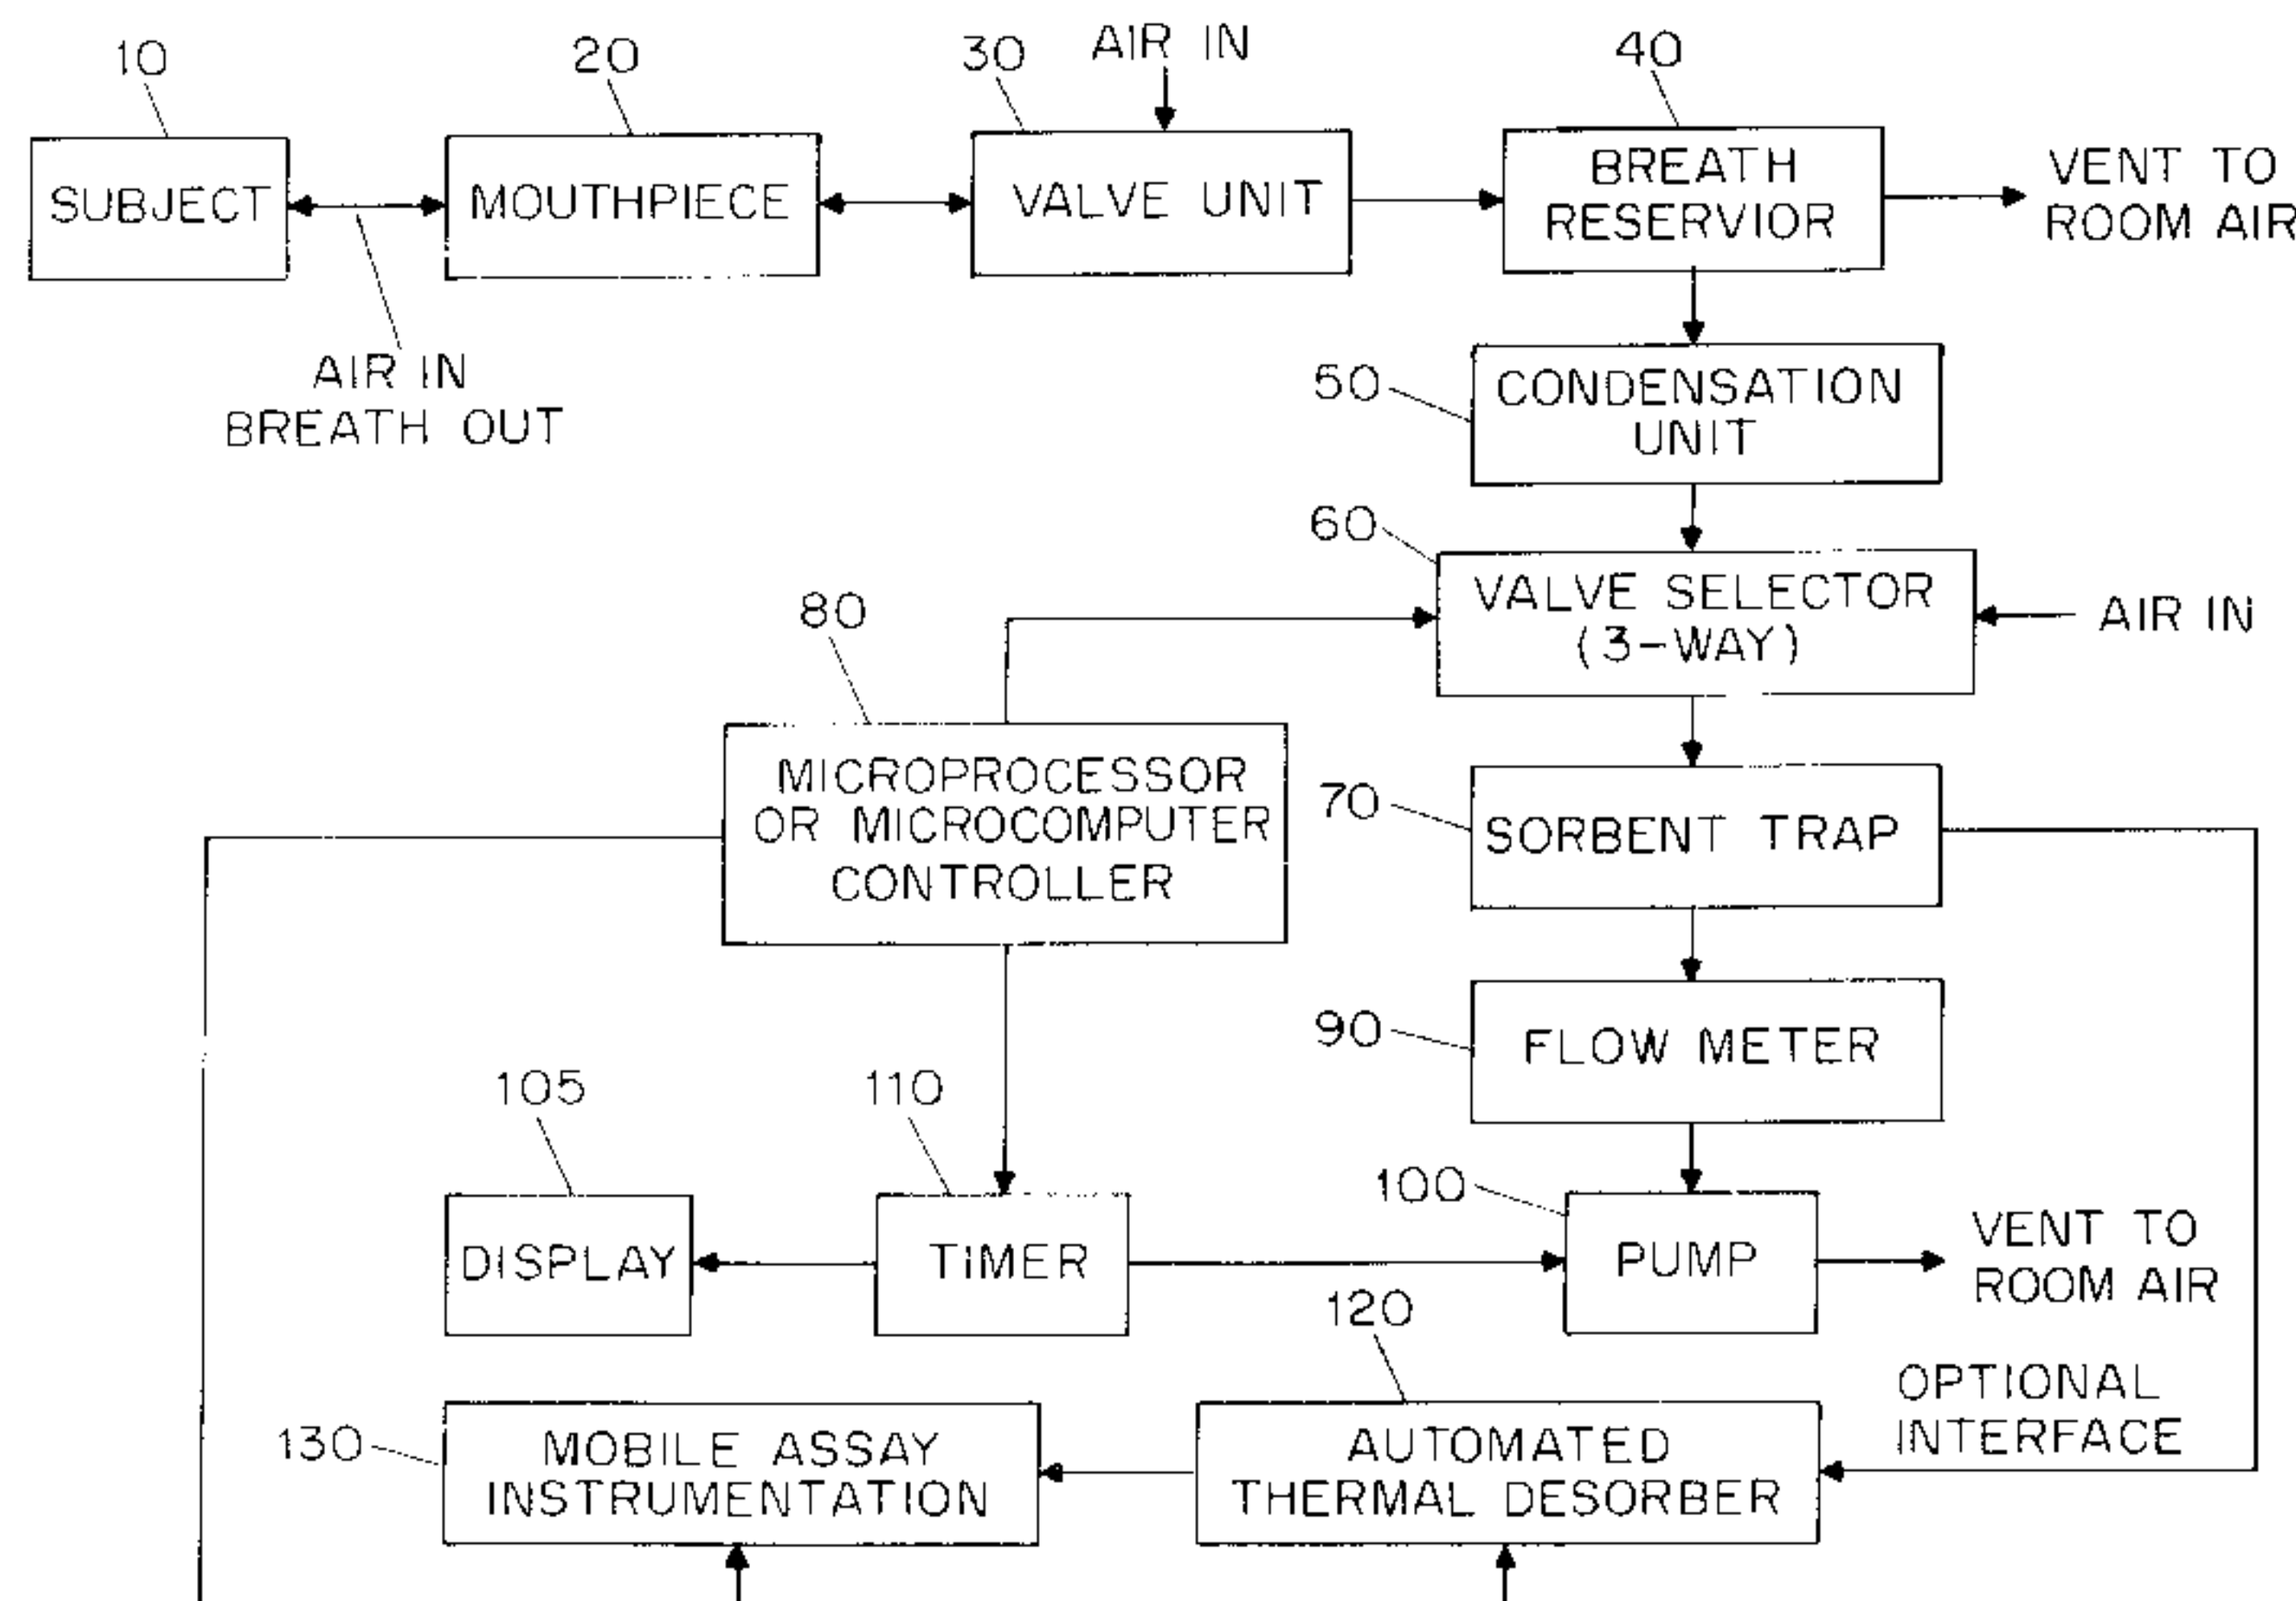 10
20
30
AIR IN
40
SUBJECT
MOUTHPIECE
VALVE UNIT
BREATH
RESERVIOR
VENT TO
ROOM AIR
AIR IN
BREATH OUT
50
CONDENSATION
UNIT
60
VALVE SELECTOR
(3-WAY)
AIR IN
80
MICROPROCESSOR
OR MICROCOMPUTER
CONTROLLER
70
SORBENT TRAP
90
FLOW METER
105
110
100
DISPLAY
TIMER
PUMP
VENT TO
ROOM AIR
120
OPTIONAL
INTERFACE
130
MOBILE ASSAY
INSTRUMENTATION
AUTOMATED
THERMAL DESORBER